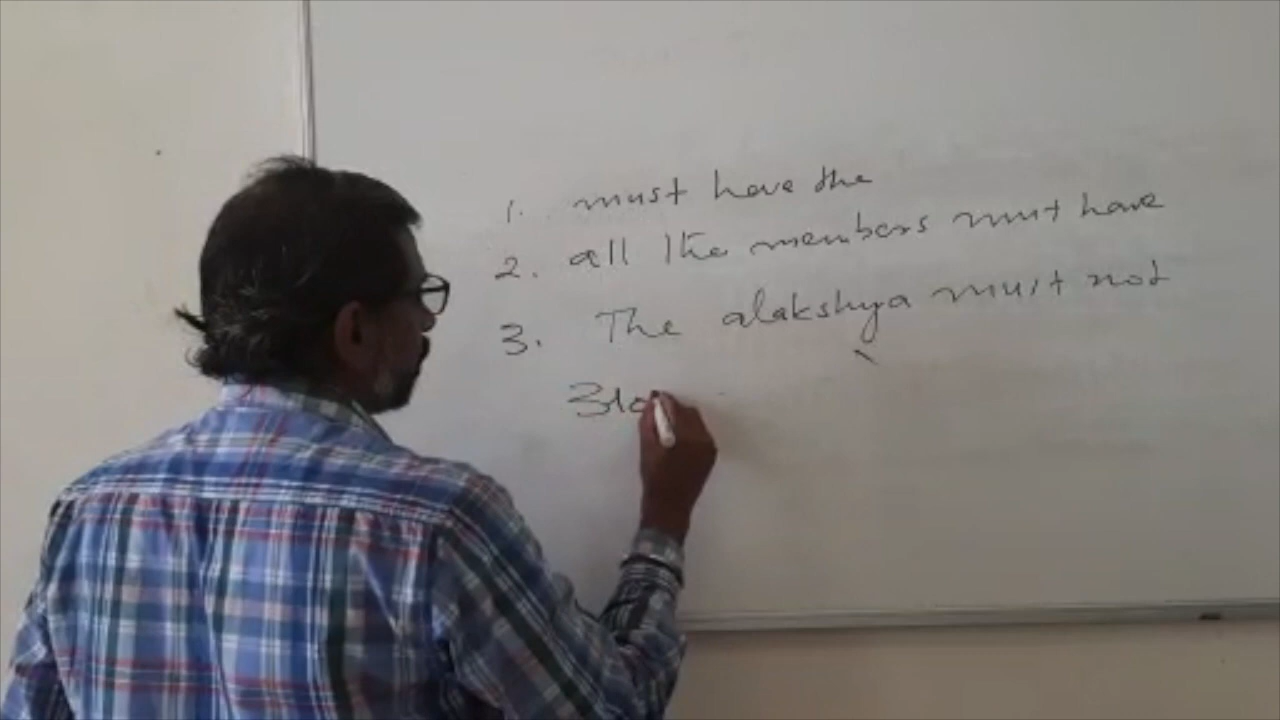 1. must have the
2. all the members must have
3. The alakshya must not